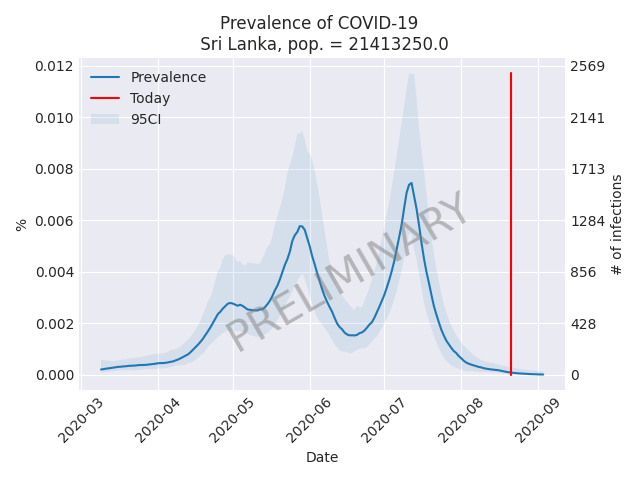 Prevalence of COVID-19
Sri Lanka, pop. = 21413250.0
Prevalence
Today
95CI
0.012
0.010
0.008
0.006
0.004
0.002
0.000
%
2569
2141
1713
1284
856
428
0
# of infections
PRELIMINARY
2020-03
2020-04
2020-05
2020-06
2020-07
2020-08
2020-09
Date